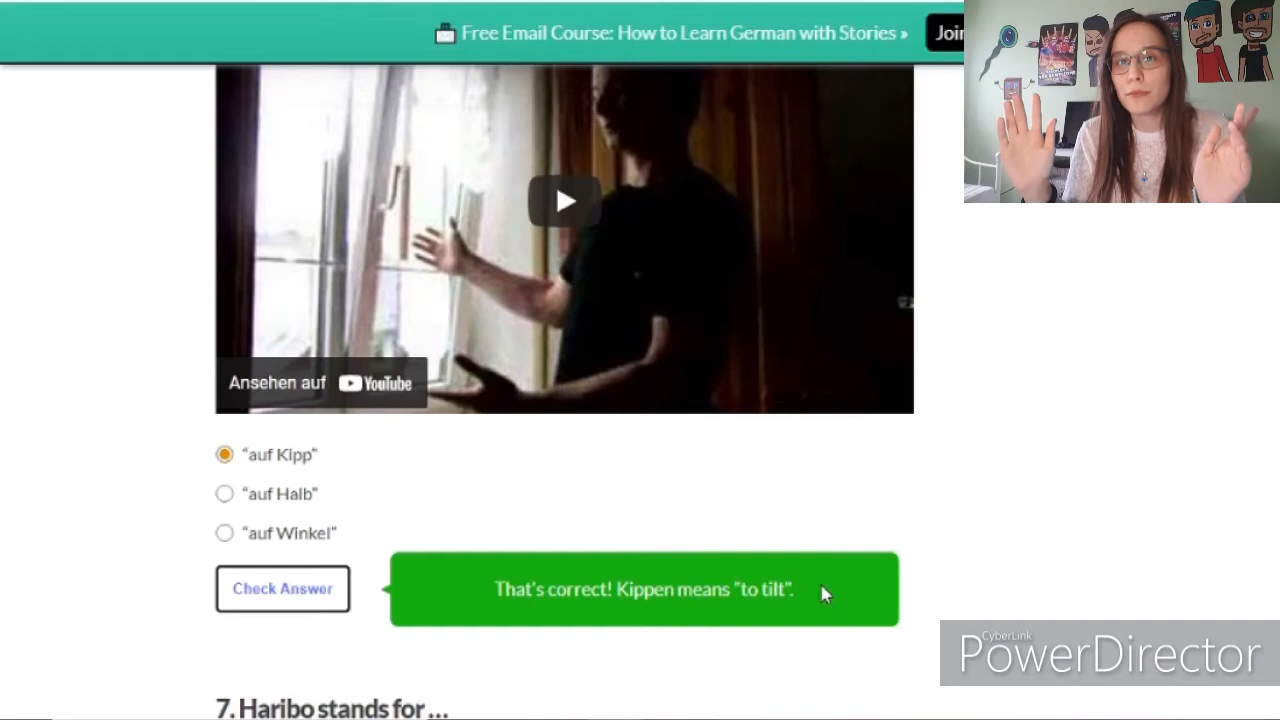 Free Email Course: How to Learn German with Stories »
Join
Ansehen auf YouTube
“auf Kipp”
“auf Halb”
“auf Winkel”
Check Answer
That's correct! Kippen means “to tilt”.
CyberLink
PowerDirector
7. Haribo stands for ...